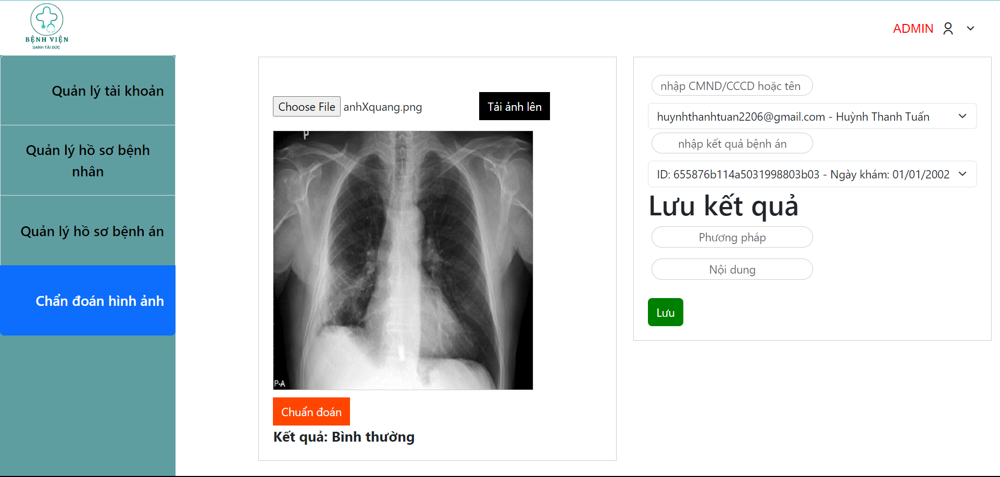 BỆNH VIỆN
DANH TÀI ĐỨC
ADMIN
Quản lý tài khoản
Quản lý hồ sơ bệnh
nhân
Quản lý hồ sơ bệnh án
Chẩn đoán hình ảnh
Choose File anhXquang.png
Tải ảnh lên
P
P-A
Chuẩn đoán
Kết quả: Bình thường
nhập CMND/CCCD hoặc tên
huynhthanhtuan2206@gmail.com - Huỳnh Thanh Tuấn
nhập kết quả bệnh án
ID: 655876b114a5031998803b03 - Ngày khám: 01/01/2002
Lưu kết quả
Phương pháp
Nội dung
Lưu